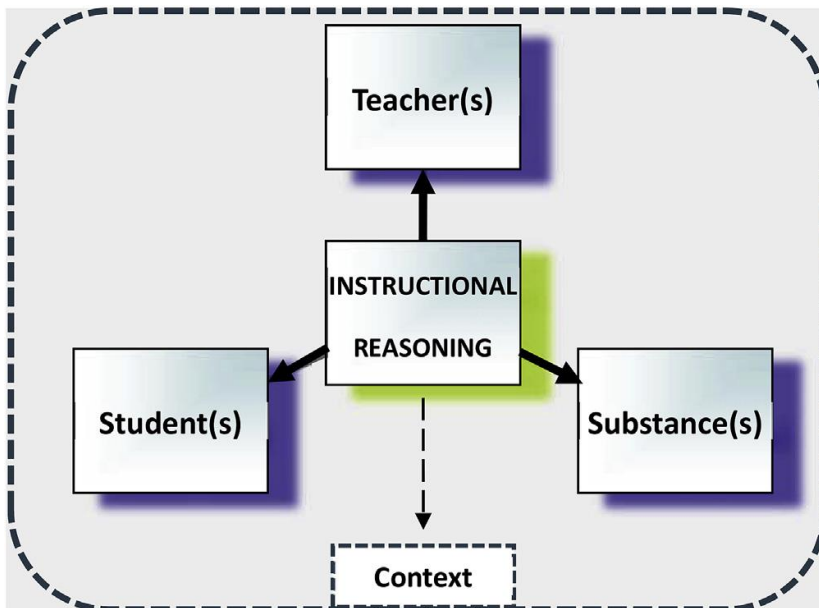 Teacher(s)
INSTRUCTIONAL
REASONING
Student(s)
Substance(s)
Context